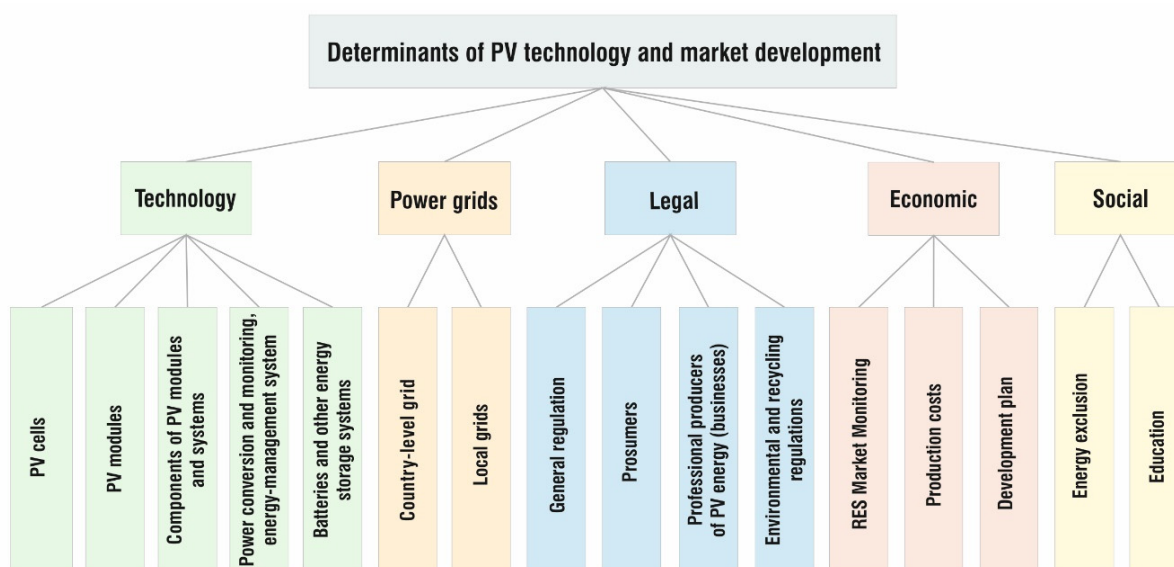 Determinants of PV technology and market development
Technology
Power grids
Legal
Economic
Social
PV cells
PV modules
Components of PV modules
and systems
Power conversion and monitoring,
energy-management system
Batteries and other energy
storage systems
Country-level grid
Local grids
General regulation
Prosumers
Professional producers
of PV energy (businesses)
Environmental and recycling
regulations
RES Market Monitoring
Production costs
Development plan
Energy exclusion
Education